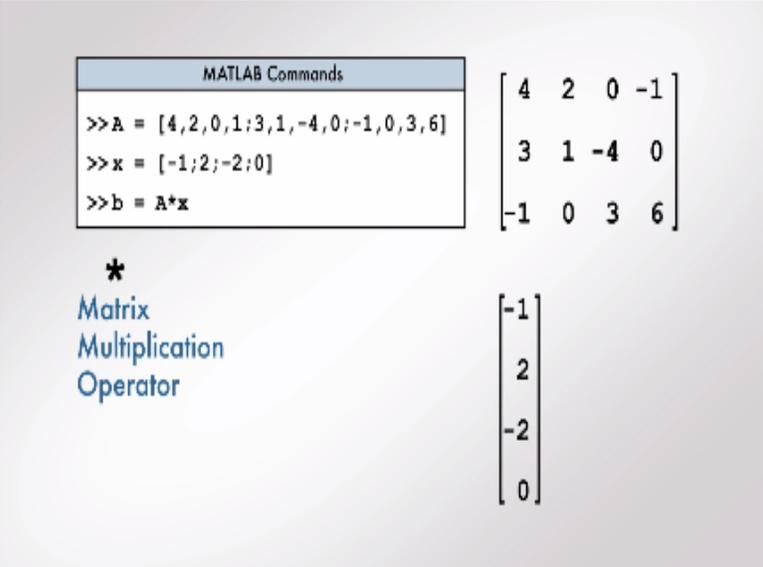 MATLAB Commands
>>A = [4,2,0,1;3,1,-4,0;-1,0,3,6]
>>x = [-1;2;-2;0]
>>b = A*x
*
Matrix
Multiplication
Operator
4 2 0 -1
3 1 -4 0
-1 0 3 6
-1
2
-2
0